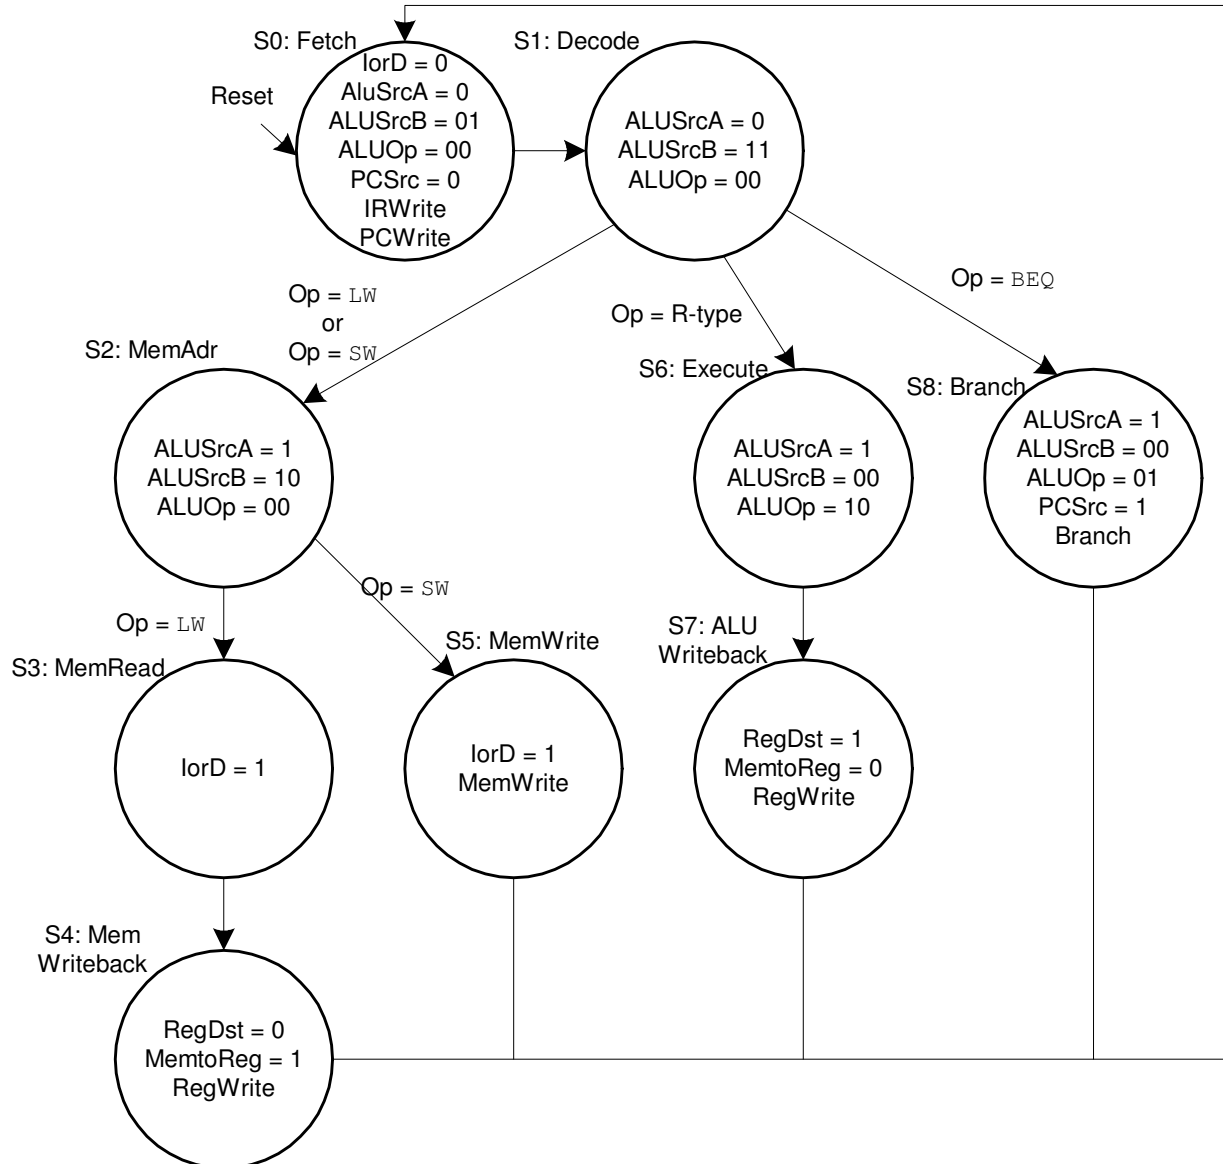 S0: Fetch
S1: Decode
Reset
IorD = 0
AluSrcA = 0
ALUSrcB = 01
ALUOp = 00
PCSrc = 0
IRWrite
PCWrite
ALUSrcA = 0
ALUSrcB = 11
ALUOp = 00
Op = LW
or
Op = SW
Op = R-type
Op = BEQ
S2: MemAdr
S6: Execute
S8: Branch
ALUSrcA = 1
ALUSrcB = 10
ALUOp = 00
ALUSrcA = 1
ALUSrcB = 00
ALUOp = 10
ALUSrcA = 1
ALUSrcB = 00
ALUOp = 01
PCSrc = 1
Branch
Op = LW
Op = SW
S3: MemRead
S5: MemWrite
S7: ALU
Writeback
IorD = 1
IorD = 1
MemWrite
RegDst = 1
MemtoReg = 0
RegWrite
S4: Mem
Writeback
RegDst = 0
MemtoReg = 1
RegWrite